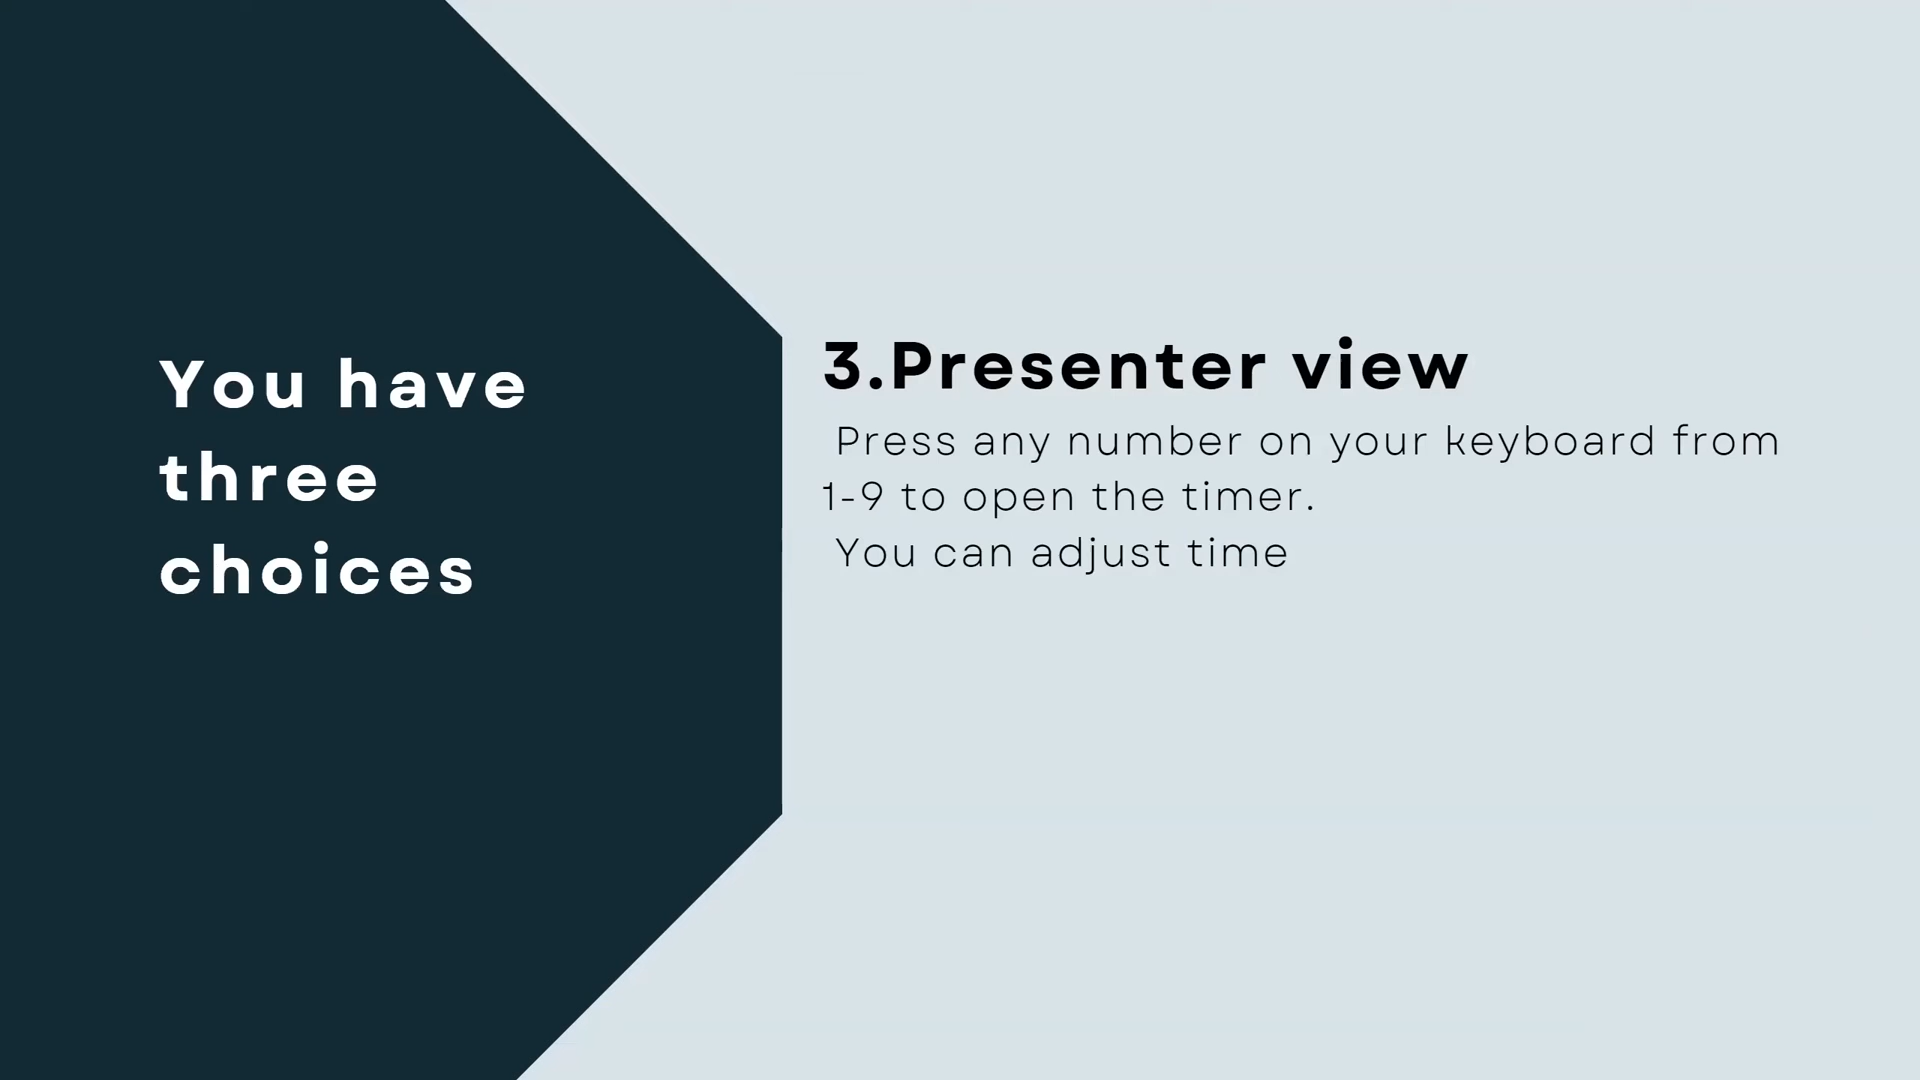 You have
three
choices
3.Presenter view
Press any number on your keyboard from
1-9 to open the timer.
You can adjust time